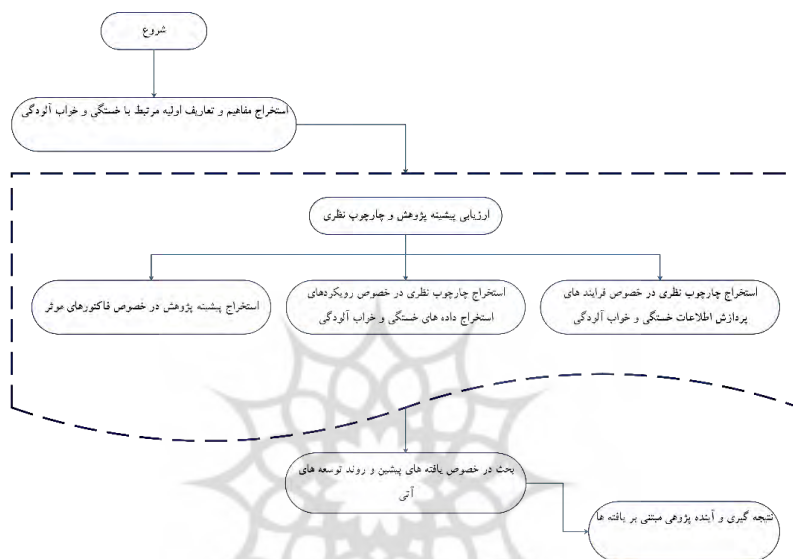 شروع
استخراج مفاهیم و تعاریف اولیه مرتبط با خستگی و خواب آلودگی
ارزیابی پیشینه پژوهش و چارچوب نظری
استخراج چارچوب نظری در خصوص فرایند های
پردازش اطلاعات خستگی و خواب آلودگی
استخراج چارچوب نظری در خصوص رویکردهای
استخراج داده های خستگی و خواب آلودگی
استخراج پیشینه پژوهش در خصوص فاکتورهای موثر
بحث در خصوص یافته های پیشین و روند توسعه های
آتی
نتیجه گیری و آینده پژوهی مبتنی بر یافته ها